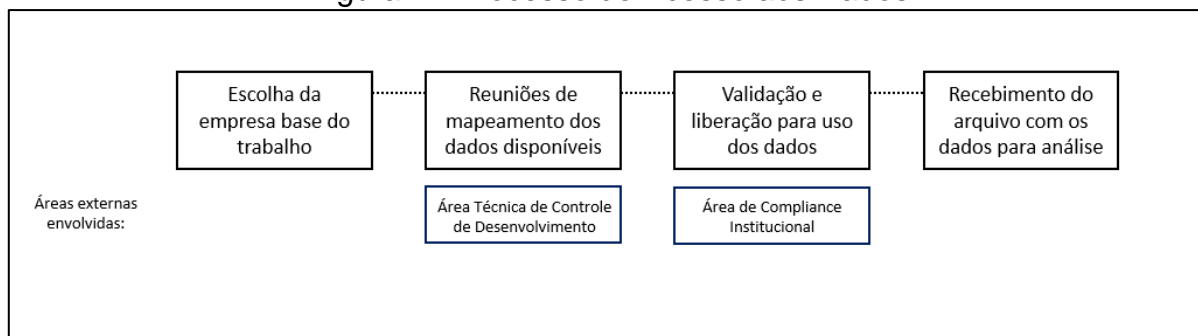 Escolha da
empresa base do
trabalho
Reuniões de
mapeamento dos
dados disponíveis
Validação e
liberação para uso
dos dados
Recebimento do
arquivo com os
dados para análise
Áreas externas
envolvidas:
Área Técnica de Controle
de Desenvolvimento
Área de Compliance
Institucional